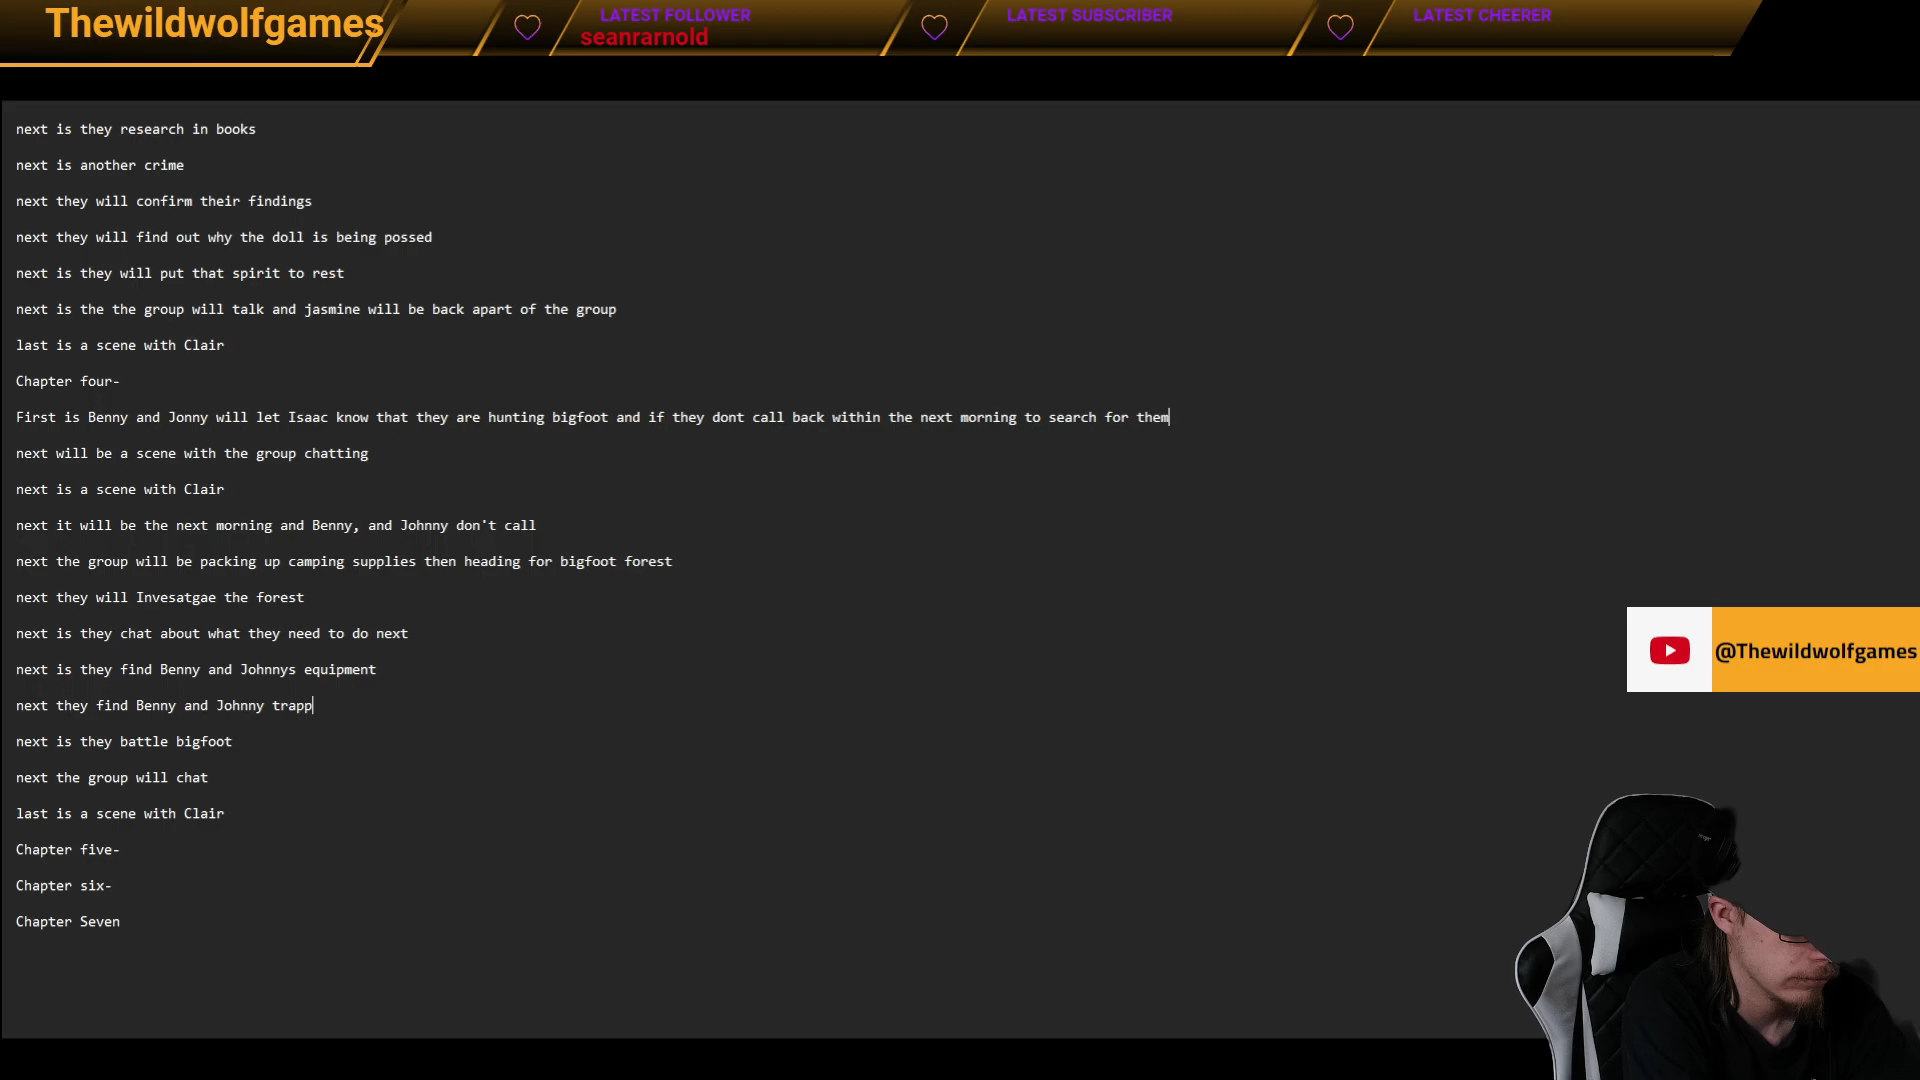 Thewildwolfgames
LATEST FOLLOWER
seanrarnold
LATEST SUBSCRIBER
LATEST CHEERER
next is they research in books
next is another crime
next they will confirm their findings
next they will find out why the doll is being possed
next is they will put that spirit to rest
next is the the group will talk and jasmine will be back apart of the group
last is a scene with Clair
Chapter four-
First is Benny and Jonny will let Isaac know that they are hunting bigfoot and if they dont call back within the next morning to search for them
next will be a scene with the group chatting
next is a scene with Clair
next it will be the next morning and Benny, and Johnny don't call
next the group will be packing up camping supplies then heading for bigfoot forest
next they will Invesatgae the forest
next is they chat about what they need to do next
next is they find Benny and Johnnys equipment
next they find Benny and Johnny trapp
next is they battle bigfoot
next the group will chat
last is a scene with Clair
Chapter five-
Chapter six-
Chapter Seven
@Thewildwolfgames